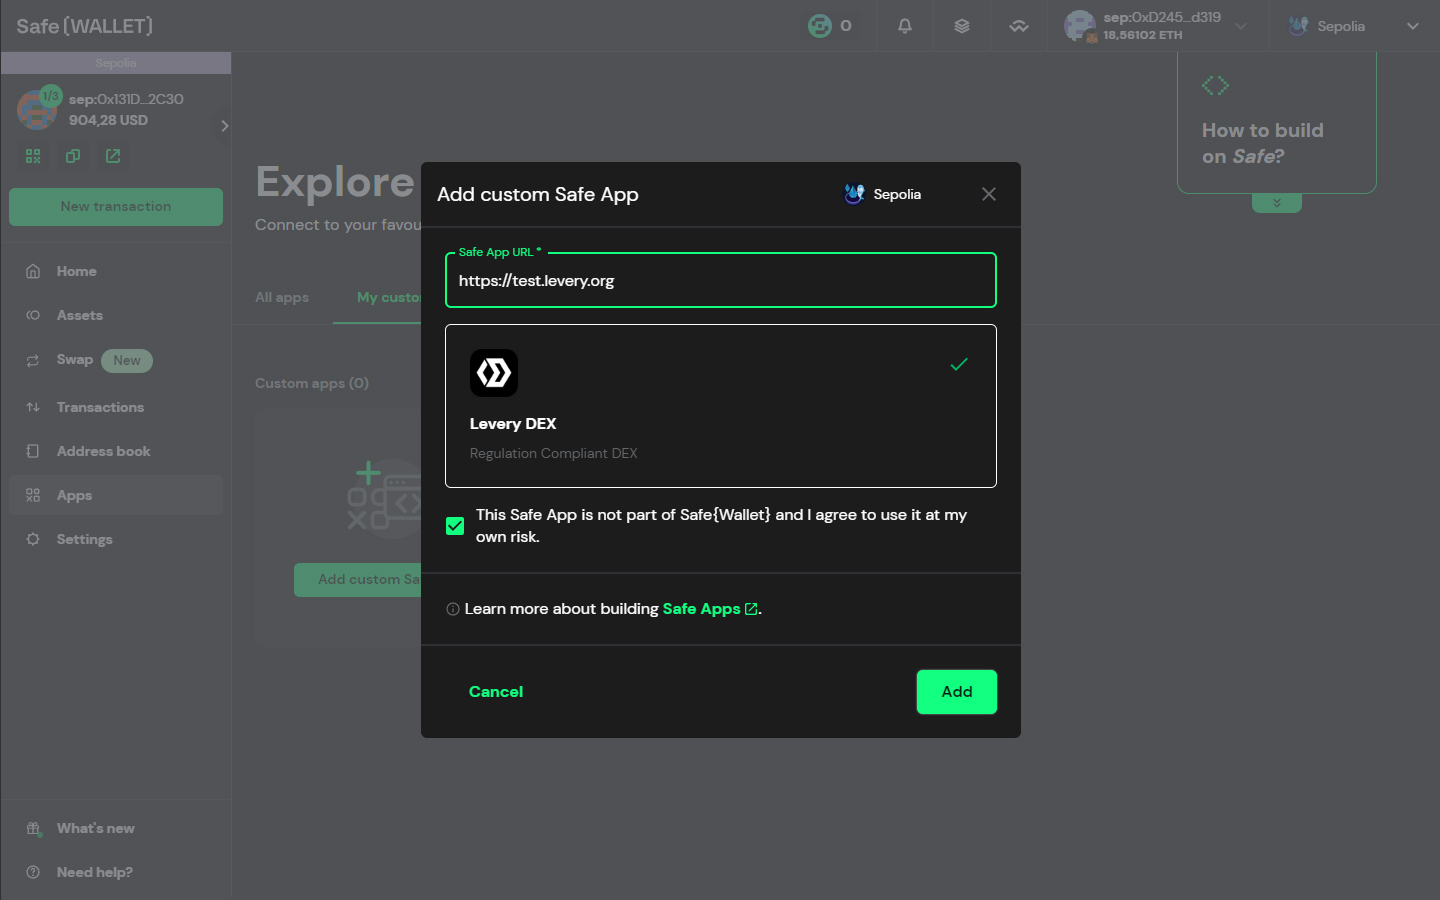 Safe{WALLET}
0
sep:0xD245...d319
18,56102 ETH
Sepolia
Sepolia
1/3
sep:0x131D...2C30
904,28 USD
New transaction
Home
Assets
Swap New
Transactions
Address book
Apps
Settings
What's new
Need help?
Explore
Connect to your favou
All apps
My custo
Custom apps (0)
Add custom Sa
How to build
on Safe?
Add custom Safe App
Sepolia
Safe App URL *
https://test.levery.org
Levery DEX
Regulation Compliant DEX
This Safe App is not part of Safe{Wallet} and I agree to use it at my
own risk.
Learn more about building Safe Apps.
Cancel
Add